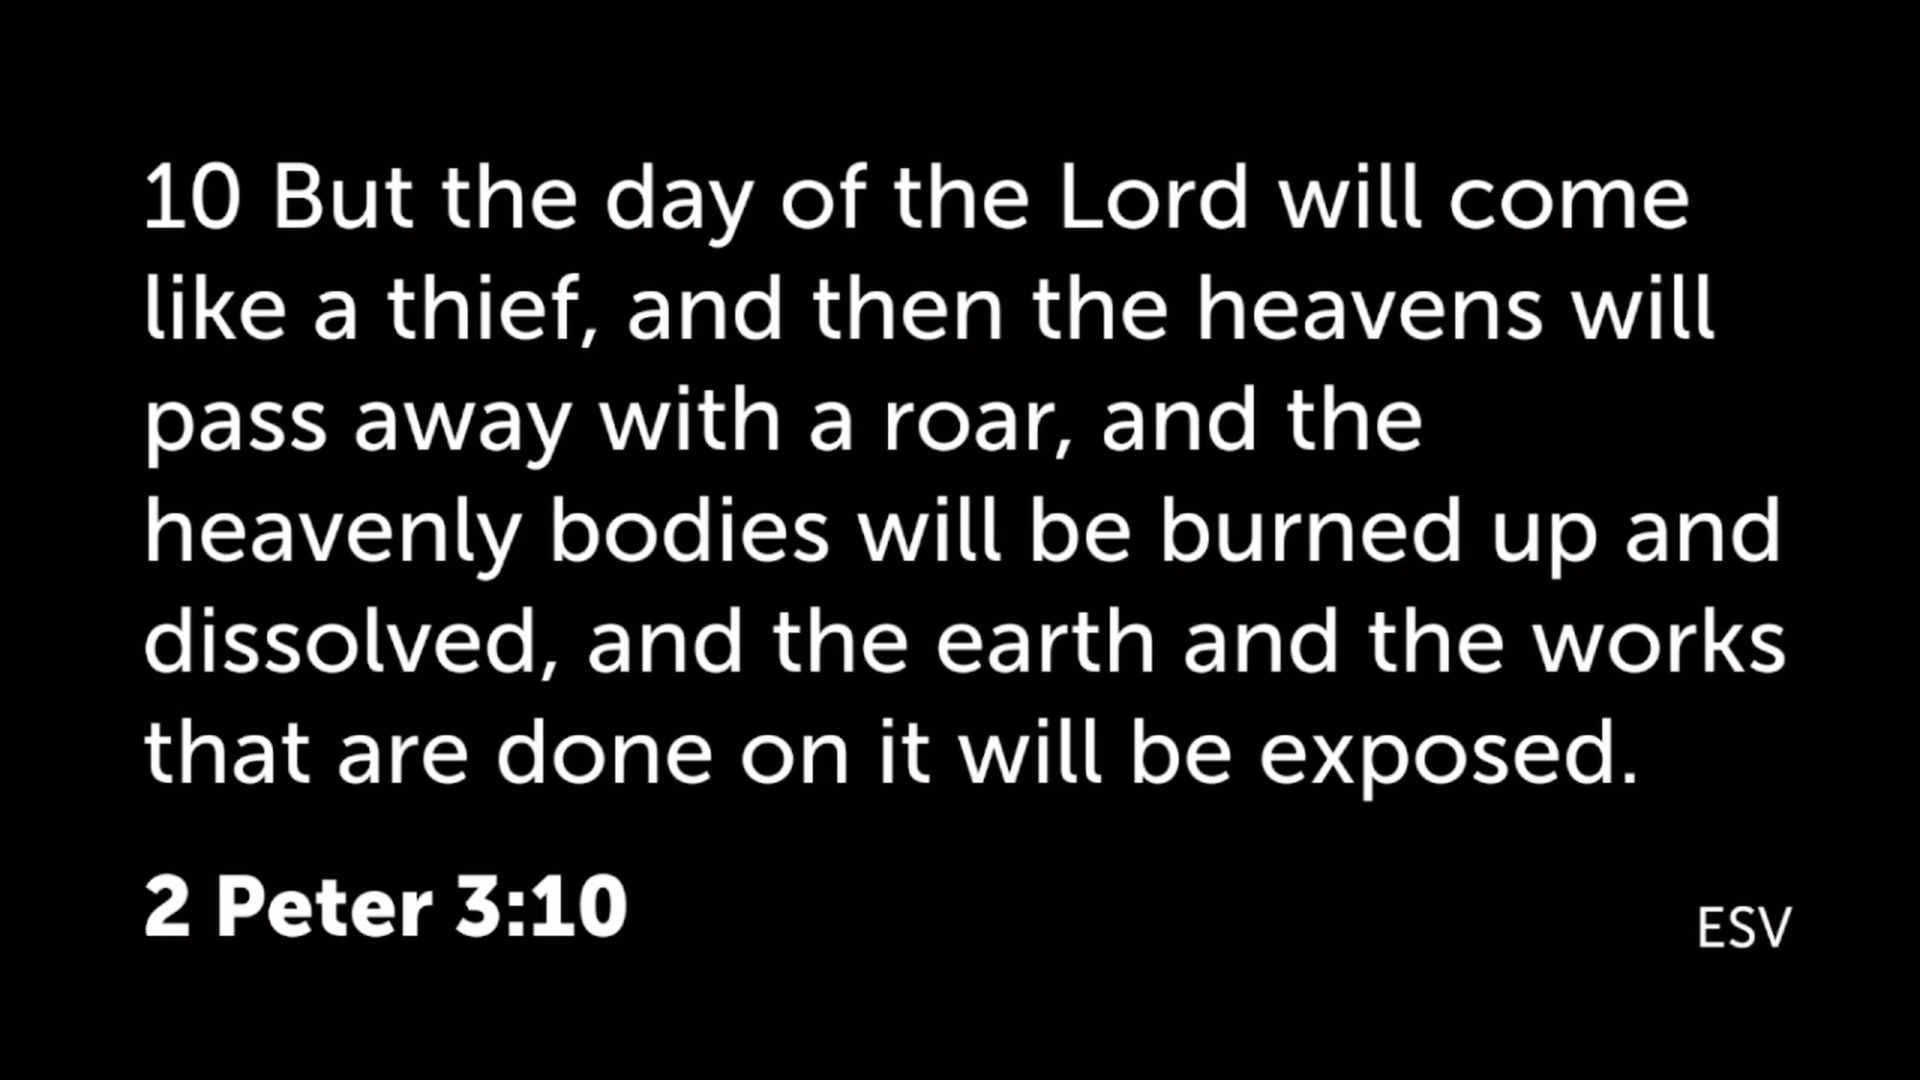 10 But the day of the Lord will come
like a thief, and then the heavens will
pass away with a roar, and the
heavenly bodies will be burned up and
dissolved, and the earth and the works
that are done on it will be exposed.
2 Peter 3:10
ESV